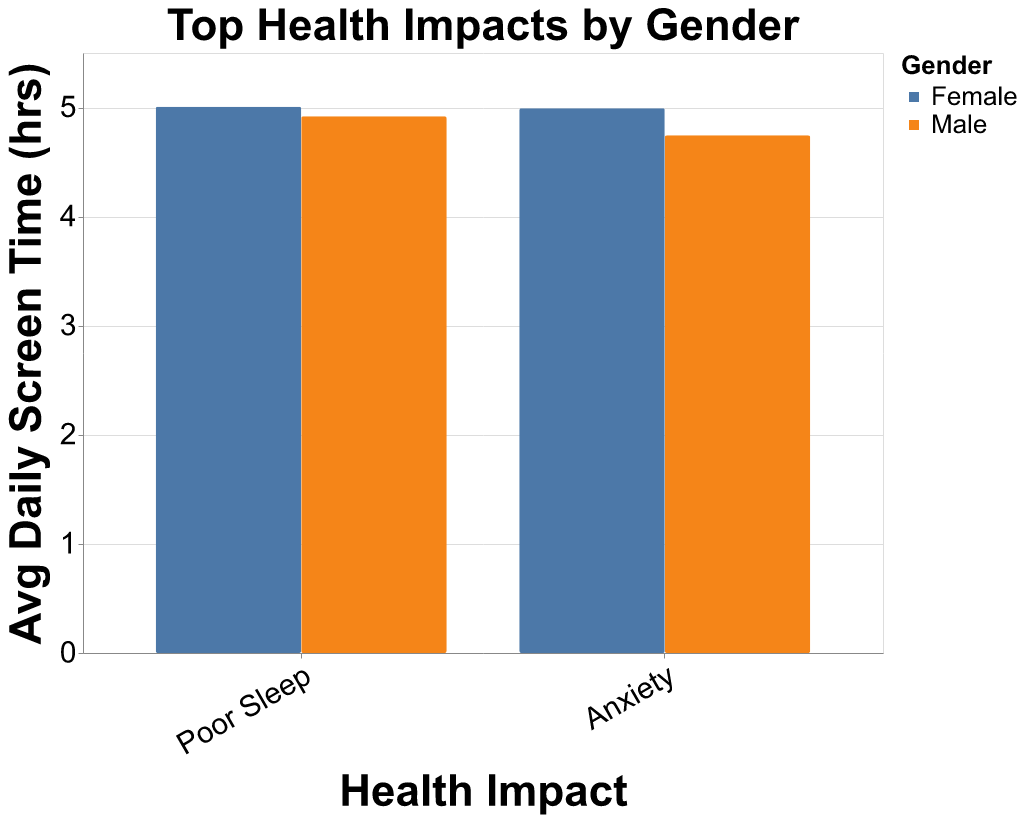 Top Health Impacts by Gender
Avg Daily Screen Time (hrs)
5
4
3
2
1
0
Poor Sleep
Anxiety
Health Impact
Gender
Female
Male